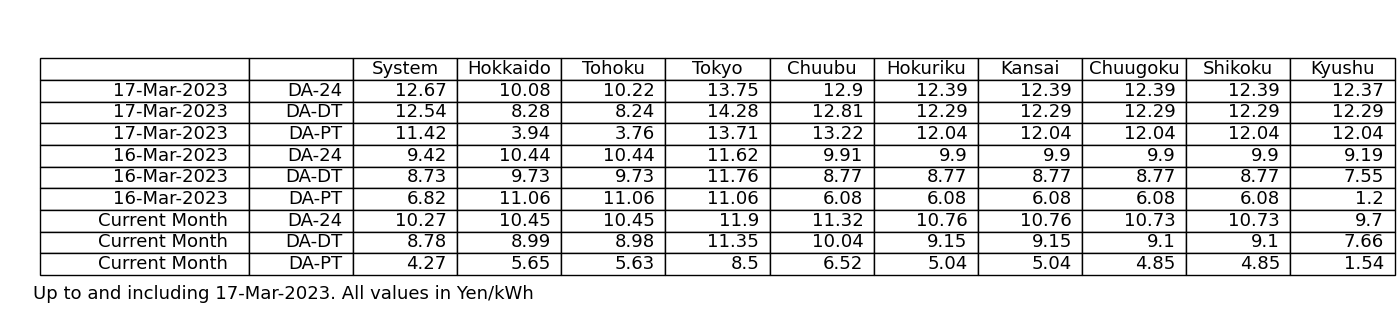 System Hokkaido Tohoku Tokyo Chuubu Hokuriku Kansai Chuugoku Shikoku Kyushu
17-Mar-2023 DA-24 12.67 10.08 10.22 13.75 12.9 12.39 12.39 12.39 12.39 12.37
17-Mar-2023 DA-DT 12.54 8.28 8.24 14.28 12.81 12.29 12.29 12.29 12.29 12.29
17-Mar-2023 DA-PT 11.42 3.94 3.76 13.71 13.22 12.04 12.04 12.04 12.04 12.04
16-Mar-2023 DA-24 9.42 10.44 10.44 11.62 9.91 9.9 9.9 9.9 9.9 9.19
16-Mar-2023 DA-DT 8.73 9.73 9.73 11.76 8.77 8.77 8.77 8.77 8.77 7.55
16-Mar-2023 DA-PT 6.82 11.06 11.06 11.06 6.08 6.08 6.08 6.08 6.08 1.2
Current Month DA-24 10.27 10.45 10.45 11.9 11.32 10.76 10.76 10.73 10.73 9.7
Current Month DA-DT 8.78 8.99 8.98 11.35 10.04 9.15 9.15 9.1 9.1 7.66
Current Month DA-PT 4.27 5.65 5.63 8.5 6.52 5.04 5.04 4.85 4.85 1.54
Up to and including 17-Mar-2023. All values in Yen/kWh